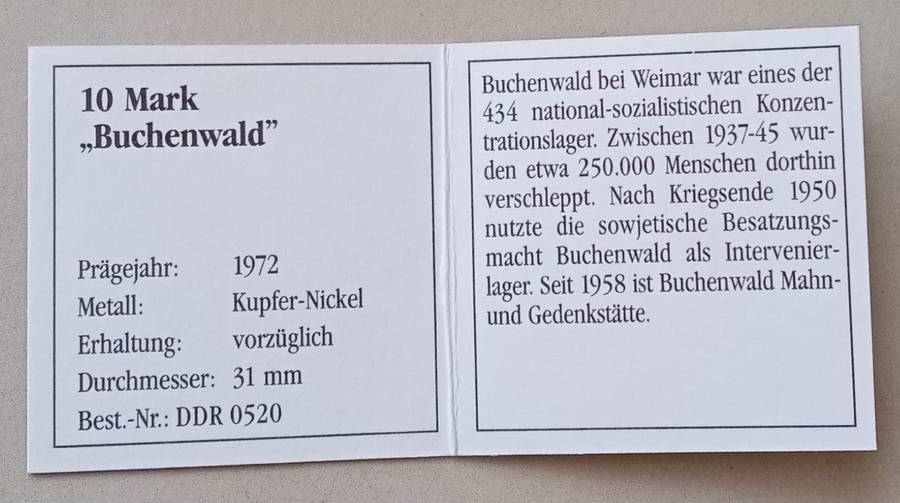 10 Mark
„Buchenwald”
Prägejahr: 1972
Metall: Kupfer-Nickel
Erhaltung: vorzüglich
Durchmesser: 31 mm
Best.-Nr.: DDR 0520
Buchenwald bei Weimar war eines der
434 national-sozialistischen Konzen-
trationslager. Zwischen 1937-45 wur-
den etwa 250.000 Menschen dorthin
verschleppt. Nach Kriegsende 1950
nutzte die sowjetische Besatzungs-
macht Buchenwald als Intervenier-
lager. Seit 1958 ist Buchenwald Mahn-
und Gedenkstätte.